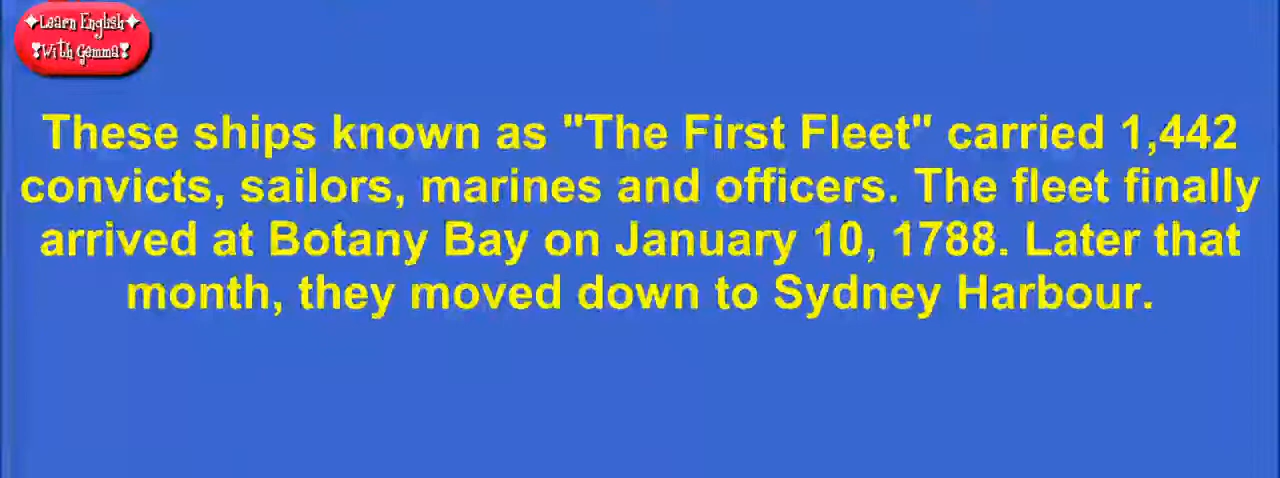 ✦Learn English✦
❣With Gemma❣
These ships known as "The First Fleet" carried 1,442
convicts, sailors, marines and officers. The fleet finally
arrived at Botany Bay on January 10, 1788. Later that
month, they moved down to Sydney Harbour.